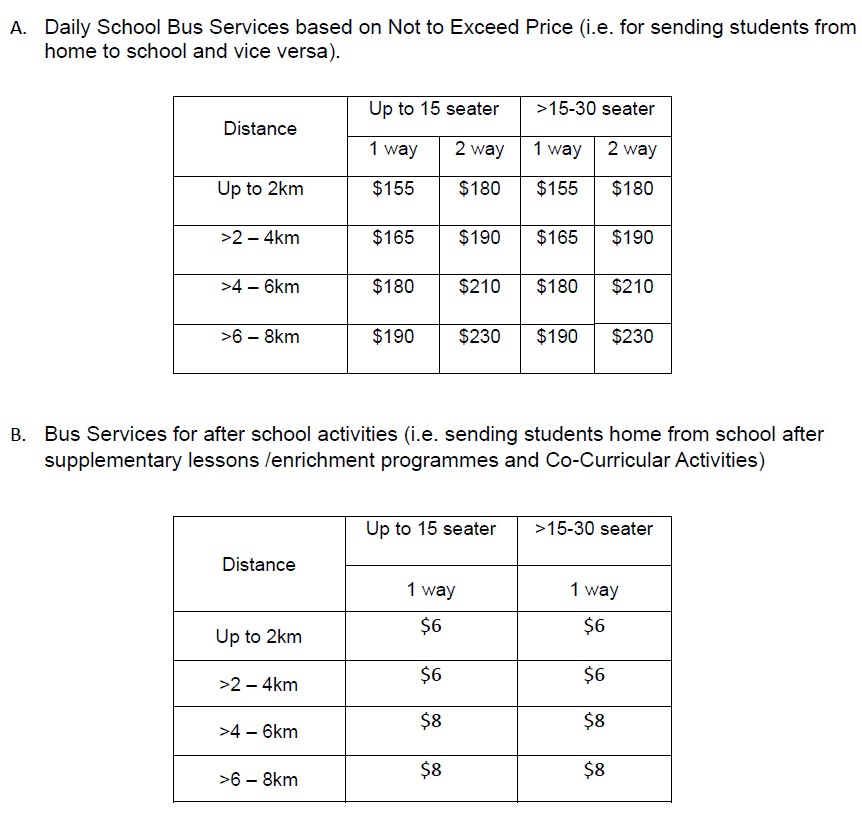 A. Daily School Bus Services based on Not to Exceed Price (i.e. for sending students from
home to school and vice versa).
Distance Up to 15 seater >15-30 seater
1 way 2 way 1 way 2 way
Up to 2km $155 $180 $155 $180
>2 – 4km $165 $190 $165 $190
>4 – 6km $180 $210 $180 $210
>6 – 8km $190 $230 $190 $230
B. Bus Services for after school activities (i.e. sending students home from school after
supplementary lessons /enrichment programmes and Co-Curricular Activities)
Distance Up to 15 seater >15-30 seater
1 way 1 way
Up to 2km $6 $6
>2 – 4km $6 $6
>4 – 6km $8 $8
>6 – 8km $8 $8